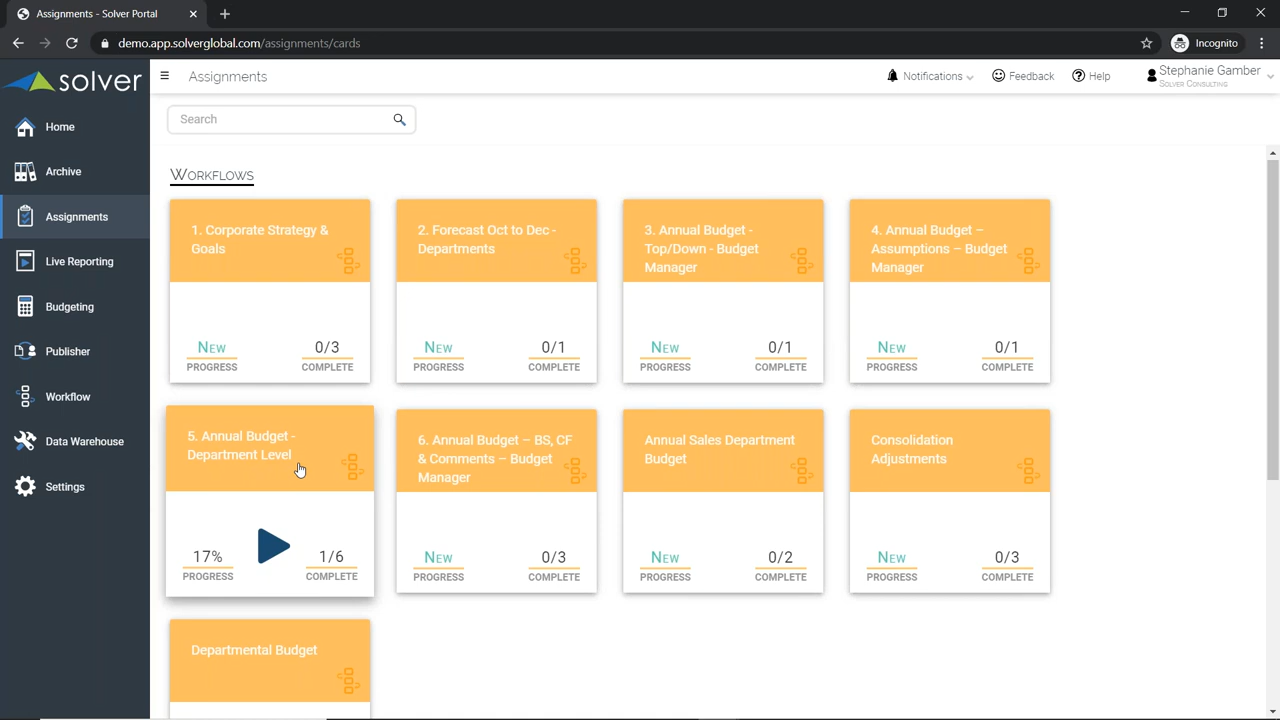 Assignments - Solver Portal
demo.app.solverglobal.com/assignments/cards
Incognito
solver
Assignments
Notifications
Feedback
Help
Stephanie Gamber
Solver Consulting
Home
Archive
Assignments
Live Reporting
Budgeting
Publisher
Workflow
Data Warehouse
Settings
Search
Workflows
1. Corporate Strategy &
Goals
New
0/3
PROGRESS
COMPLETE
2. Forecast Oct to Dec -
Departments
New
0/1
PROGRESS
COMPLETE
3. Annual Budget -
Top/Down - Budget
Manager
New
0/1
PROGRESS
COMPLETE
4. Annual Budget –
Assumptions – Budget
Manager
New
0/1
PROGRESS
COMPLETE
5. Annual Budget -
Department Level
17%
1/6
PROGRESS
COMPLETE
6. Annual Budget – BS, CF
& Comments – Budget
Manager
New
0/3
PROGRESS
COMPLETE
Annual Sales Department
Budget
New
0/2
PROGRESS
COMPLETE
Consolidation
Adjustments
New
0/3
PROGRESS
COMPLETE
Departmental Budget